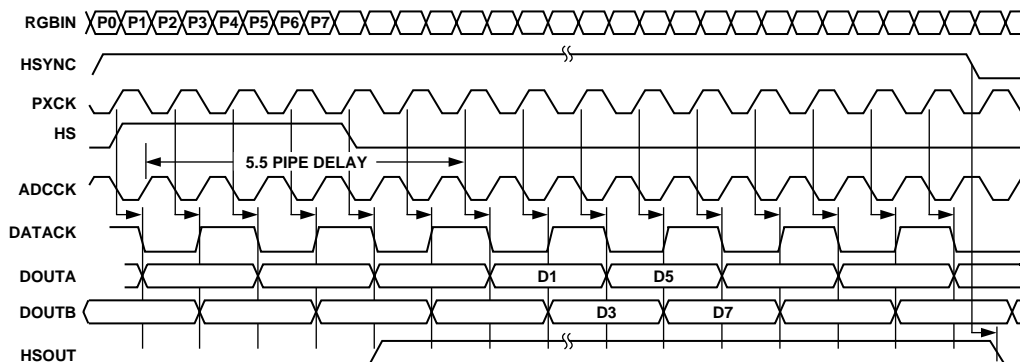 RGBIN P0 P1 P2 P3 P4 P5 P6 P7
HSYNC
PXCK
HS
5.5 PIPE DELAY
ADCCK
DATACK
DOUTA D1 D5
DOUTB D3 D7
HSOUT